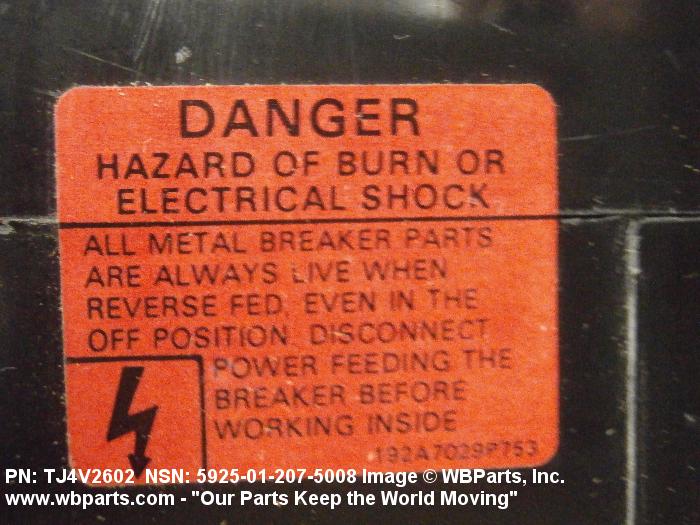 DANGER
HAZARD OF BURN OR
ELECTRICAL SHOCK
ALL METAL BREAKER PARTS
ARE ALWAYS LIVE WHEN
REVERSE FED, EVEN IN THE
OFF POSITION. DISCONNECT
POWER FEEDING THE
BREAKER BEFORE
WORKING INSIDE
192A7029P753
PN: TJ4V2602 NSN: 5925-01-207-5008 Image © WBParts, Inc.
www.wbparts.com - "Our Parts Keep the World Moving"